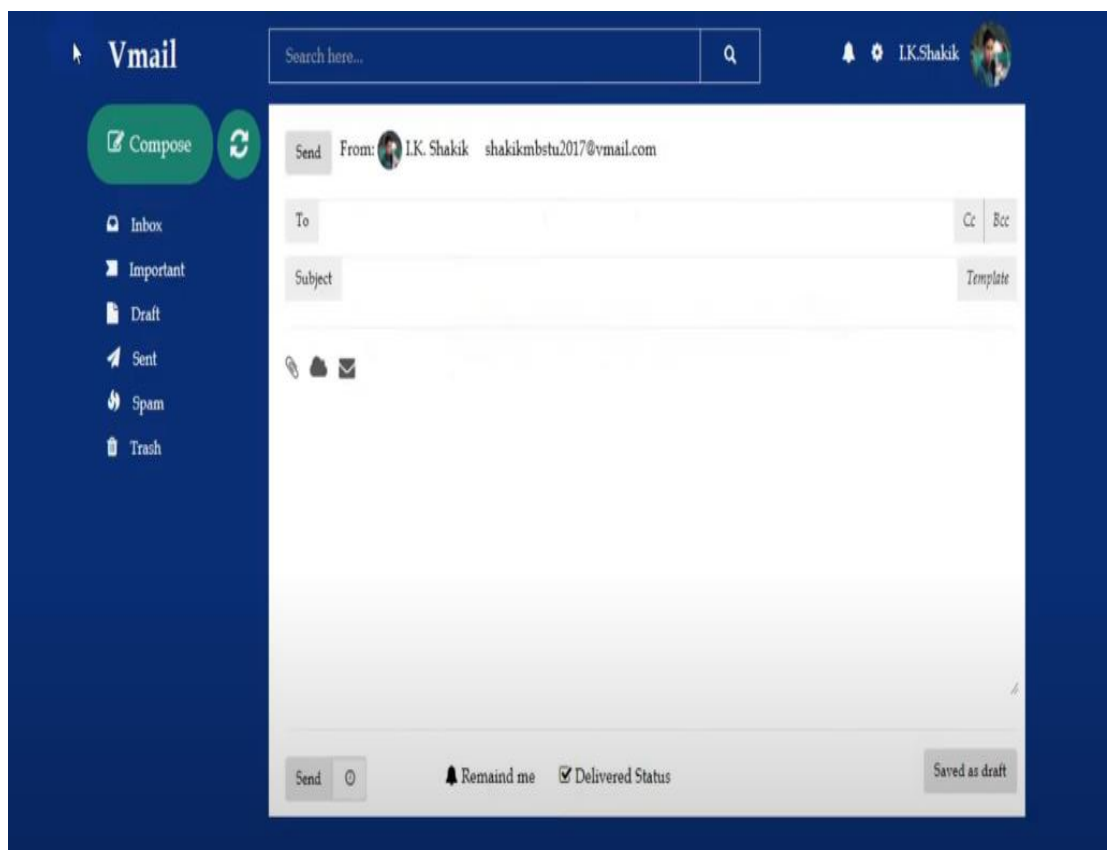 Vmail
Search here...
I.K.Shakik
Compose
Send From: I.K. Shakik shakikmbstu2017@vmail.com
Inbox
To Cc Bcc
Important
Subject Template
Draft
Sent
Spam
Trash
Send Remaind me Delivered Status Saved as draft